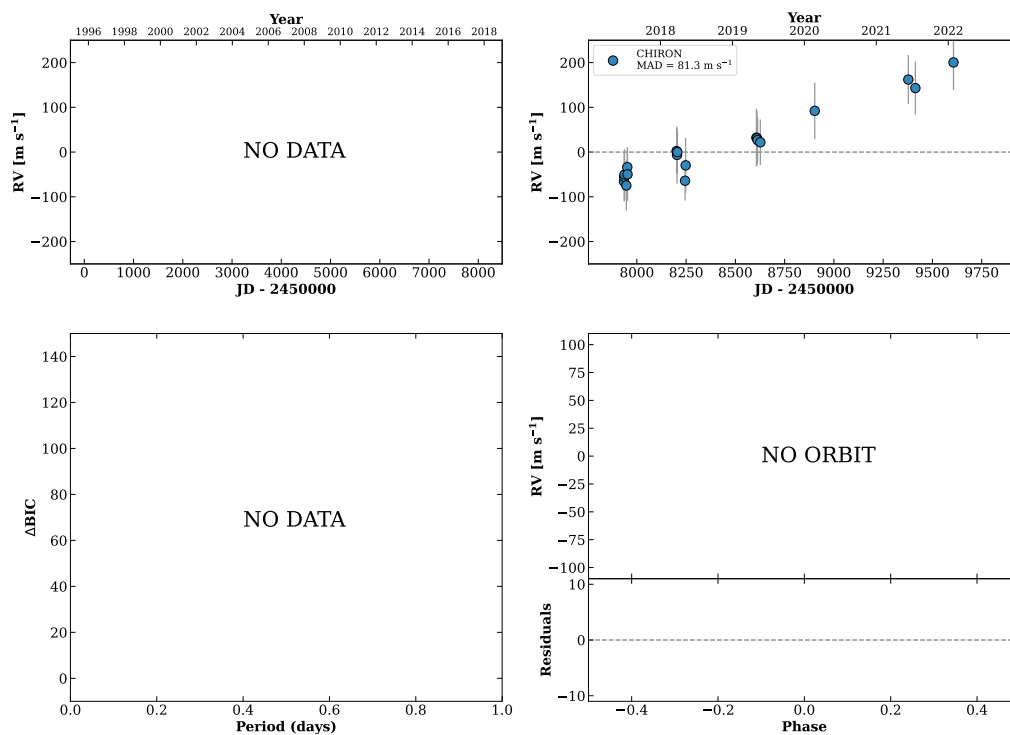 Year
1996 1998 2000 2002 2004 2006 2008 2010 2012 2014 2016 2018
200
100
0
−100
−200
RV [m s⁻¹]
NO DATA
0 1000 2000 3000 4000 5000 6000 7000 8000
JD - 2450000
Year
2018 2019 2020 2021 2022
200
100
0
−100
−200
RV [m s⁻¹]
CHIRON
MAD = 81.3 m s⁻¹
8000 8250 8500 8750 9000 9250 9500 9750
JD - 2450000
140
120
100
80
60
40
20
0
ΔBIC
NO DATA
0.0 0.2 0.4 0.6 0.8 1.0
Period (days)
100
75
50
25
0
−25
−50
−75
−100
RV [m s⁻¹]
NO ORBIT
10
0
−10
Residuals
−0.4 −0.2 0.0 0.2 0.4
Phase